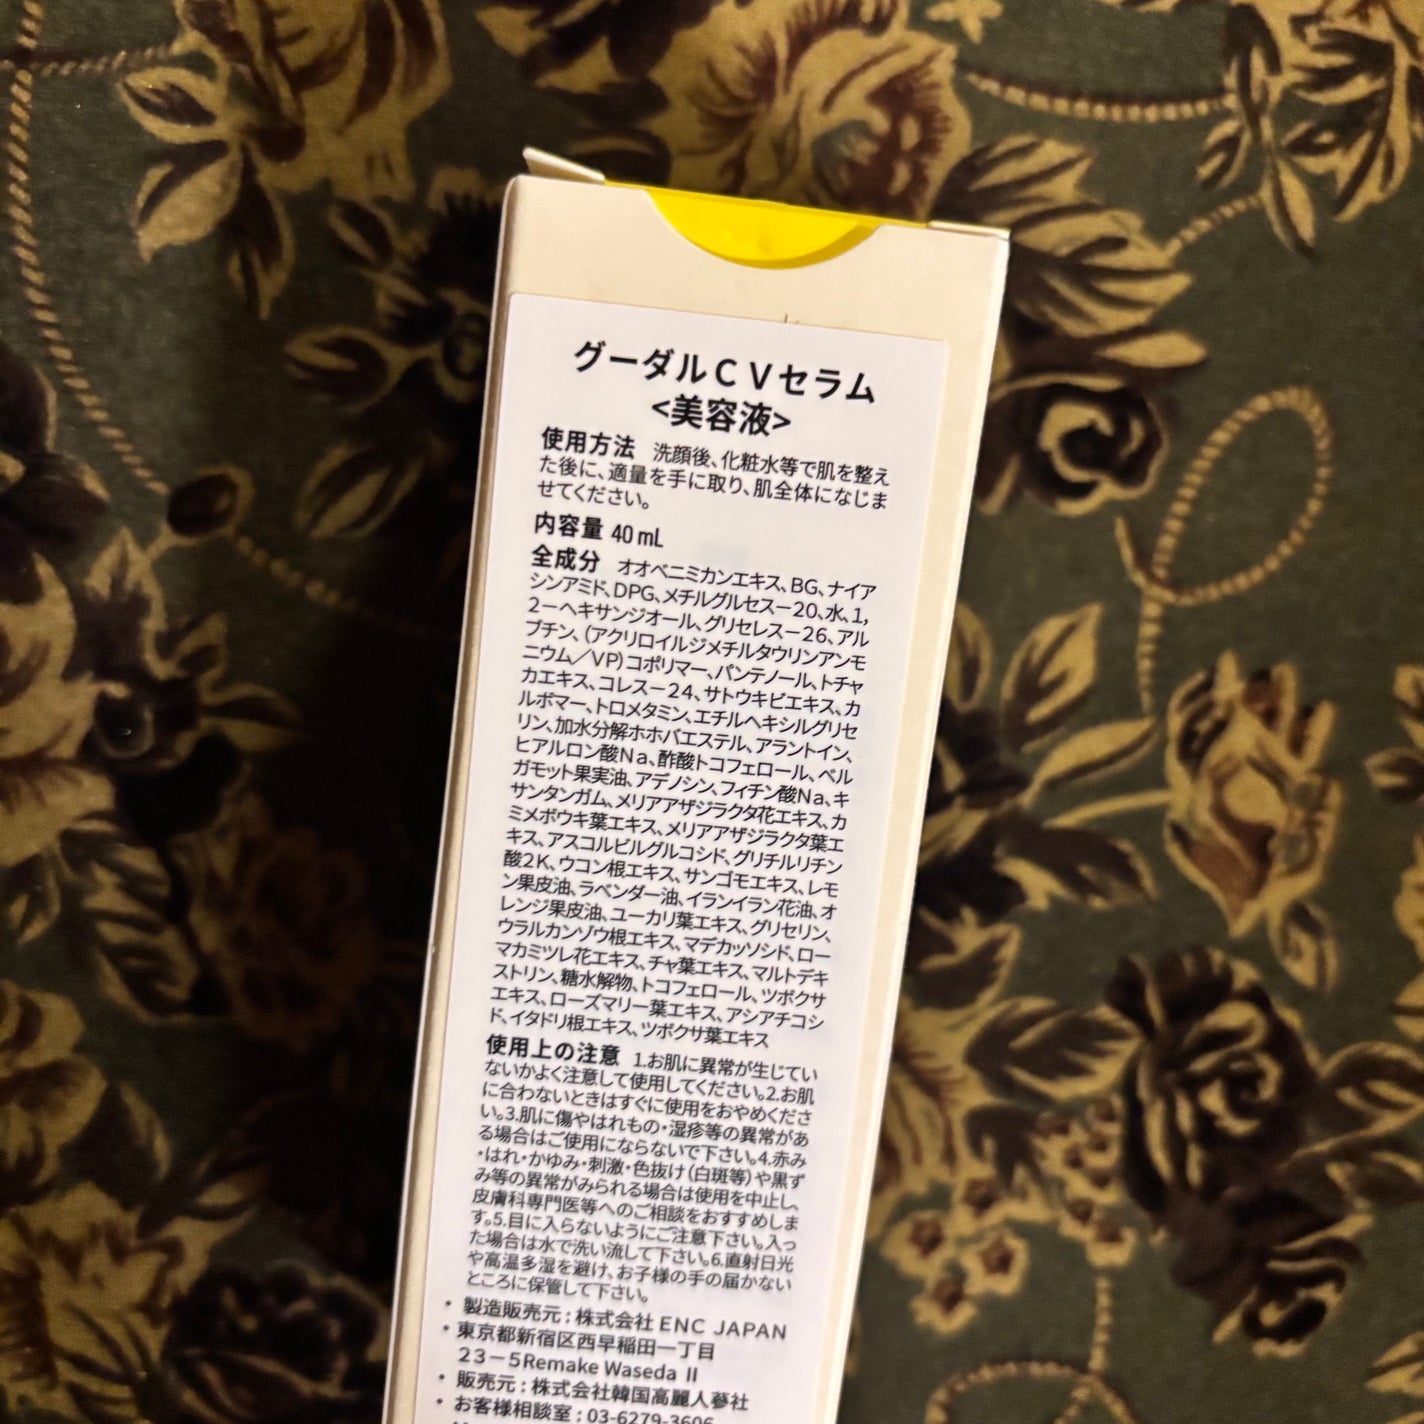 グーダルＣＶセラム
<美容液>
使用方法　洗顔後、化粧水等で肌を整え
た後に、適量を手に取り、肌全体になじま
せてください。
内容量 40 mL
全成分　オオベニミカンエキス、BG、ナイア
シンアミド、DPG、メチルグルセスー20、水、1,
2ーヘキサンジオール、グリセレスー26、アル
ブチン、(アクリロイルジメチルタウリンアンモ
ニウム／VP)コポリマー、パンテノール、トチャ
カエキス、コレスー24、サトウキビエキス、カ
ルボマー、トロメタミン、エチルヘキシルグリセ
リン、加水分解ホホバエステル、アラントイン、
ヒアルロン酸Na、酢酸トコフェロール、ベル
ガモット果実油、アデノシン、フィチン酸Na、キ
サンタンガム、メリアアザジラクタ花エキス、カ
ミメボウキ葉エキス、メリアアザジラクタ葉エ
キス、アスコルビルグルコシド、グリチルリチン
酸2K、ウコン根エキス、サンゴモエキス、レモ
ン果皮油、ラベンダー油、イランイラン花油、オ
レンジ果皮油、ユーカリ葉エキス、グリセリン、
ウラルカンゾウ根エキス、マデカッソシド、ロー
マカミツレ花エキス、チャ葉エキス、マルトデキ
ストリン、糖水解物、トコフェロール、ツボクサ
エキス、ローズマリー葉エキス、アシアチコシ
ド、イタドリ根エキス、ツボクサ葉エキス
使用上の注意　1.お肌に異常が生じてい
ないかよく注意して使用してください。2.お肌
に合わないときはすぐに使用をおやめくださ
い。3.肌に傷やはれもの・湿疹等の異常があ
る場合はご使用にならないで下さい。4.赤み
・はれ・かゆみ・刺激・色抜け(白斑等)や黒ず
み等の異常がみられる場合は使用を中止し、
皮膚科専門医等へのご相談をおすすめしま
す。5.目に入らないようにご注意下さい。入っ
た場合は水で洗い流して下さい。6.直射日光
や高温多湿を避け、お子様の手の届かない
ところに保管して下さい。
・ 製造販売元 : 株式会社 ENC JAPAN
・ 東京都新宿区西早稲田一丁目
23－5Remake Waseda Ⅱ
・ 販売元 : 株式会社韓国高麗人蔘社
・ お客様相談室 : 03-6279-3606